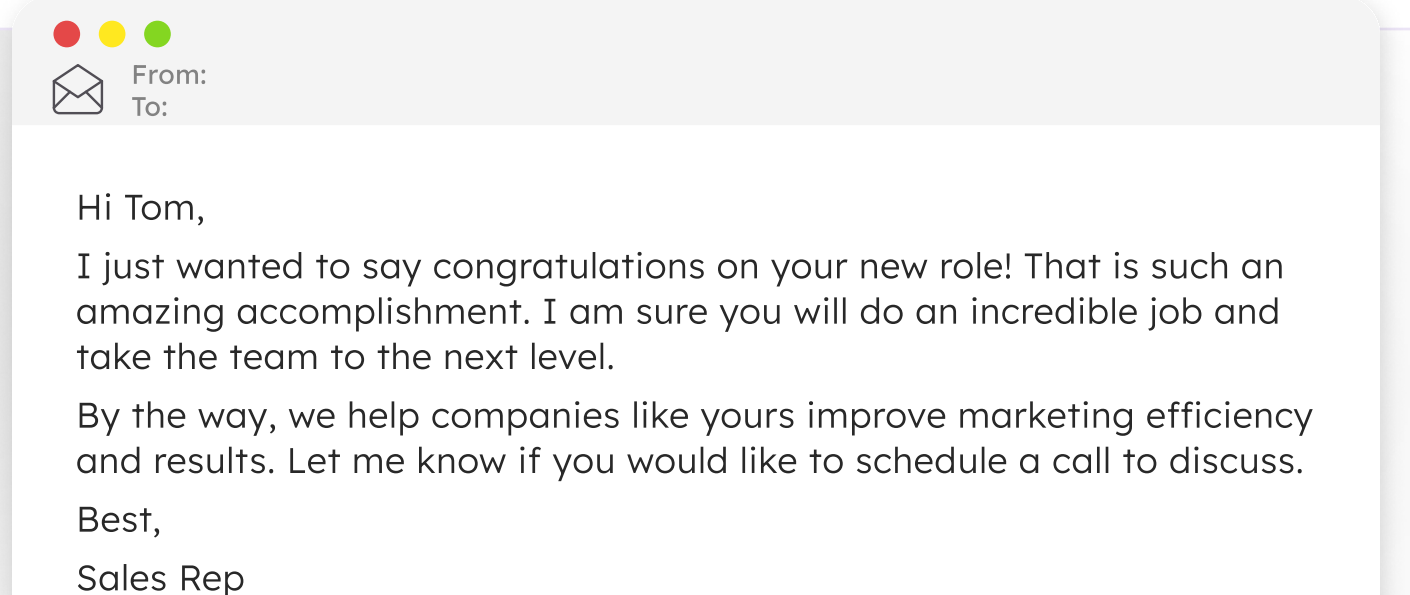 From:
To:
Hi Tom,
I just wanted to say congratulations on your new role! That is such an
amazing accomplishment. I am sure you will do an incredible job and
take the team to the next level.
By the way, we help companies like yours improve marketing efficiency
and results. Let me know if you would like to schedule a call to discuss.
Best,
Sales Rep